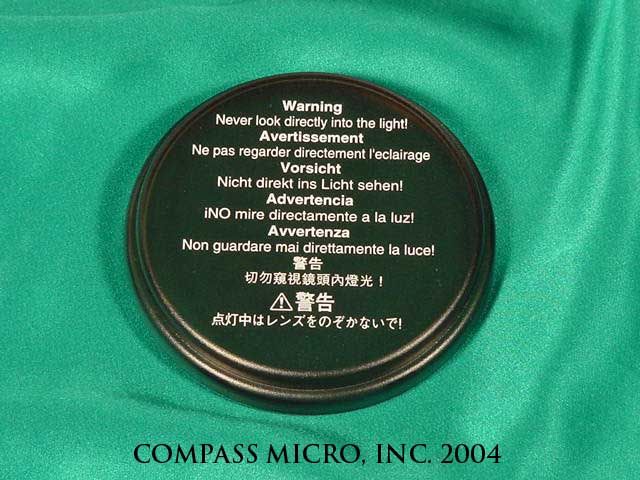 Warning
Never look directly into the light!
Avertissement
Ne pas regarder directement l'eclairage
Vorsicht
Nicht direkt ins Licht sehen!
Advertencia
¡NO mire directamente a la luz!
Avvertenza
Non guardare mai direttamente la luce!
警告
切勿窺視鏡頭內燈光！
⚠警告
点灯中はレンズをのぞかないで!
COMPASS MICRO, INC. 2004